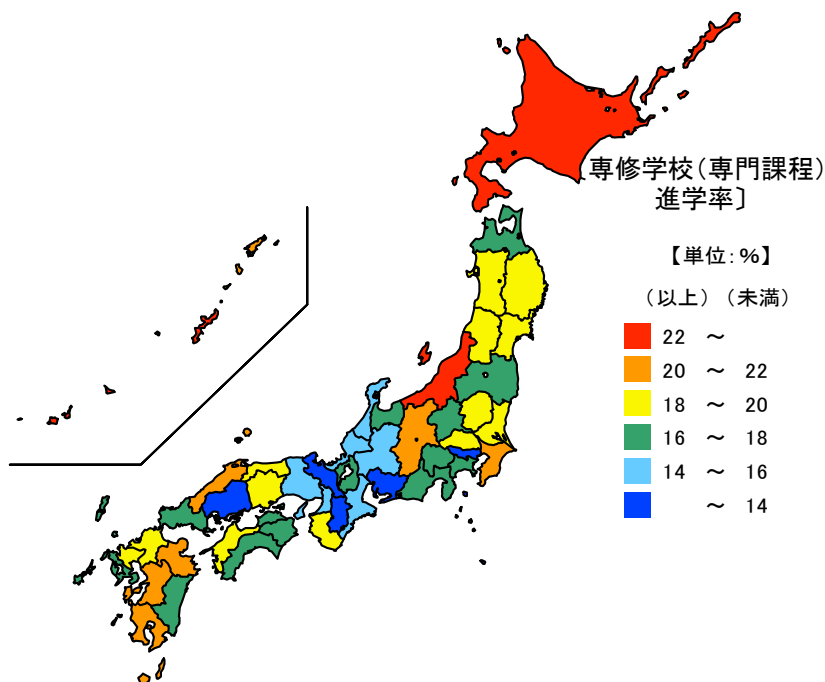 専修学校（専門課程）
進学率〕
【単位：％】
（以上）（未満）
22 ～
20 ～ 22
18 ～ 20
16 ～ 18
14 ～ 16
～ 14